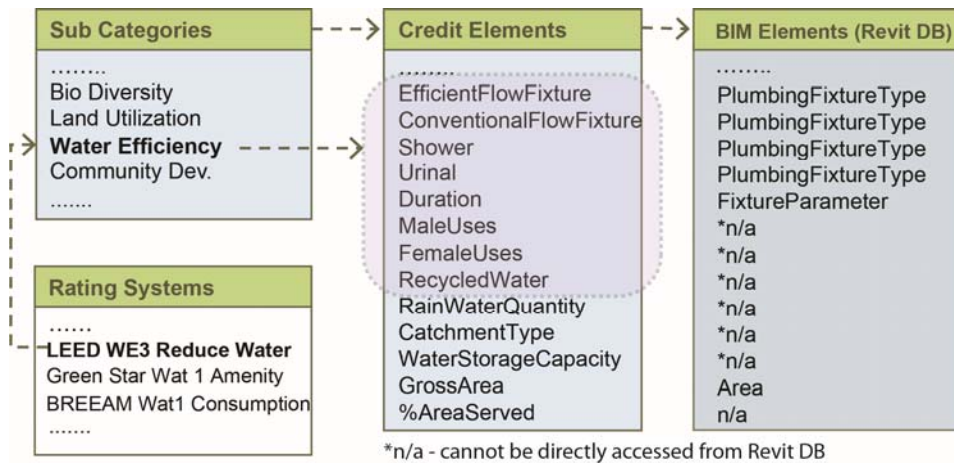 Sub Categories
……..
Bio Diversity
Land Utilization
Water Efficiency
Community Dev.
.......
Rating Systems
……
LEED WE3 Reduce Water
Green Star Wat 1 Amenity
BREEAM Wat1 Consumption
.......
Credit Elements
……..
EfficientFlowFixture
ConventionalFlowFixture
Shower
Urinal
Duration
MaleUses
FemaleUses
RecycledWater
RainWaterQuantity
CatchmentType
WaterStorageCapacity
GrossArea
%AreaServed
BIM Elements (Revit DB)
……..
PlumbingFixtureType
PlumbingFixtureType
PlumbingFixtureType
PlumbingFixtureType
FixtureParameter
*n/a
*n/a
*n/a
*n/a
*n/a
*n/a
Area
n/a
*n/a - cannot be directly accessed from Revit DB